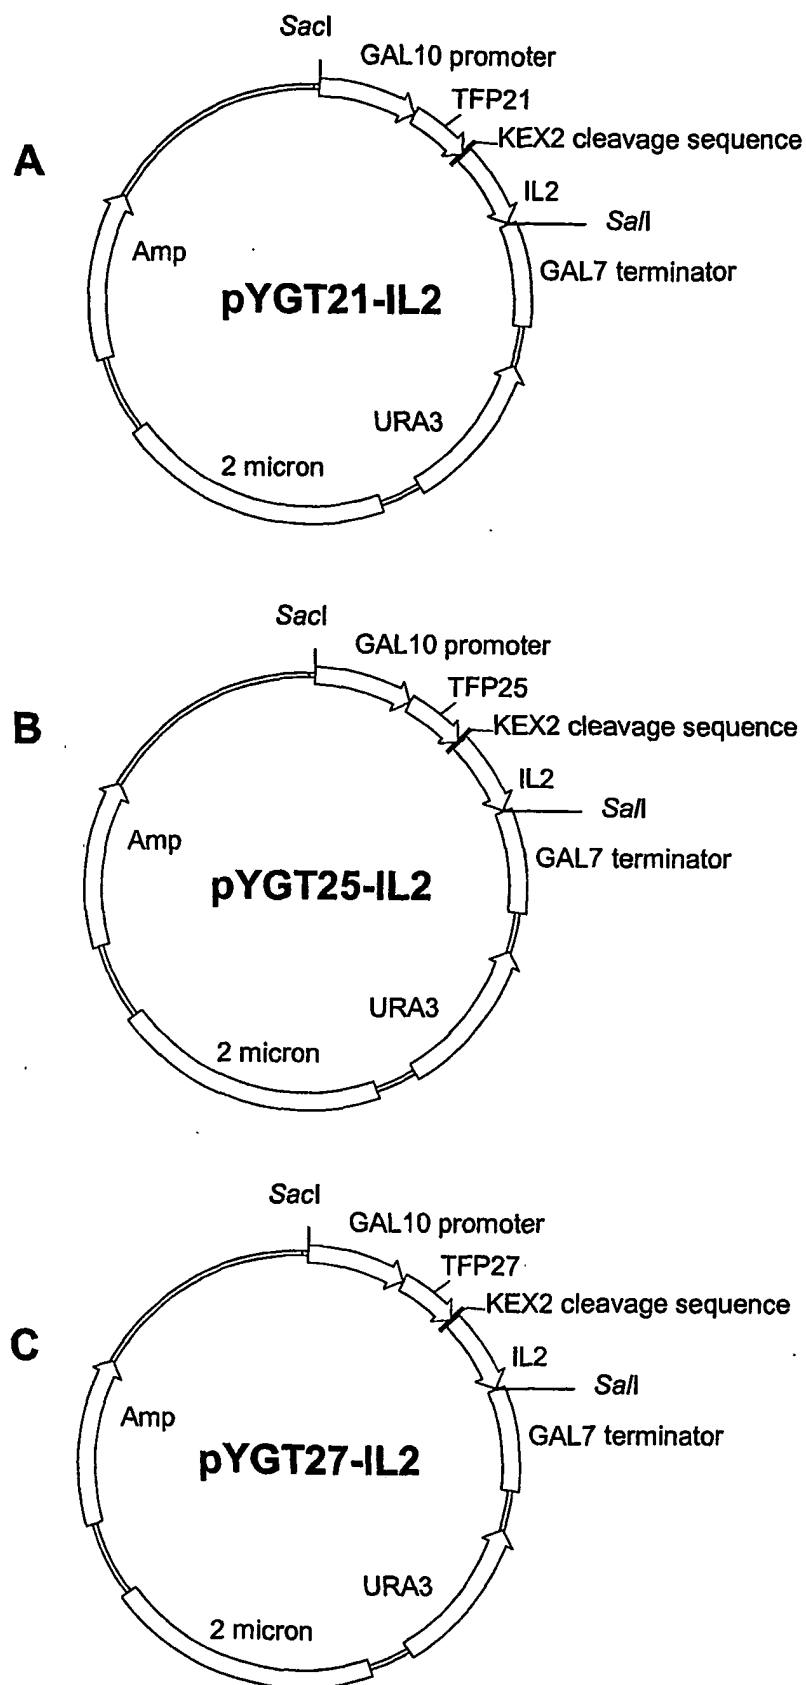 SacI
GAL10 promoter
TFP21
KEX2 cleavage sequence
A
IL2
SalI
Amp
GAL7 terminator
pYGT21-IL2
URA3
2 micron
SacI
GAL10 promoter
TFP25
B
KEX2 cleavage sequence
IL2
SalI
Amp
GAL7 terminator
pYGT25-IL2
URA3
2 micron
SacI
GAL10 promoter
TFP27
KEX2 cleavage sequence
C
IL2
SalI
Amp
GAL7 terminator
pYGT27-IL2
URA3
2 micron